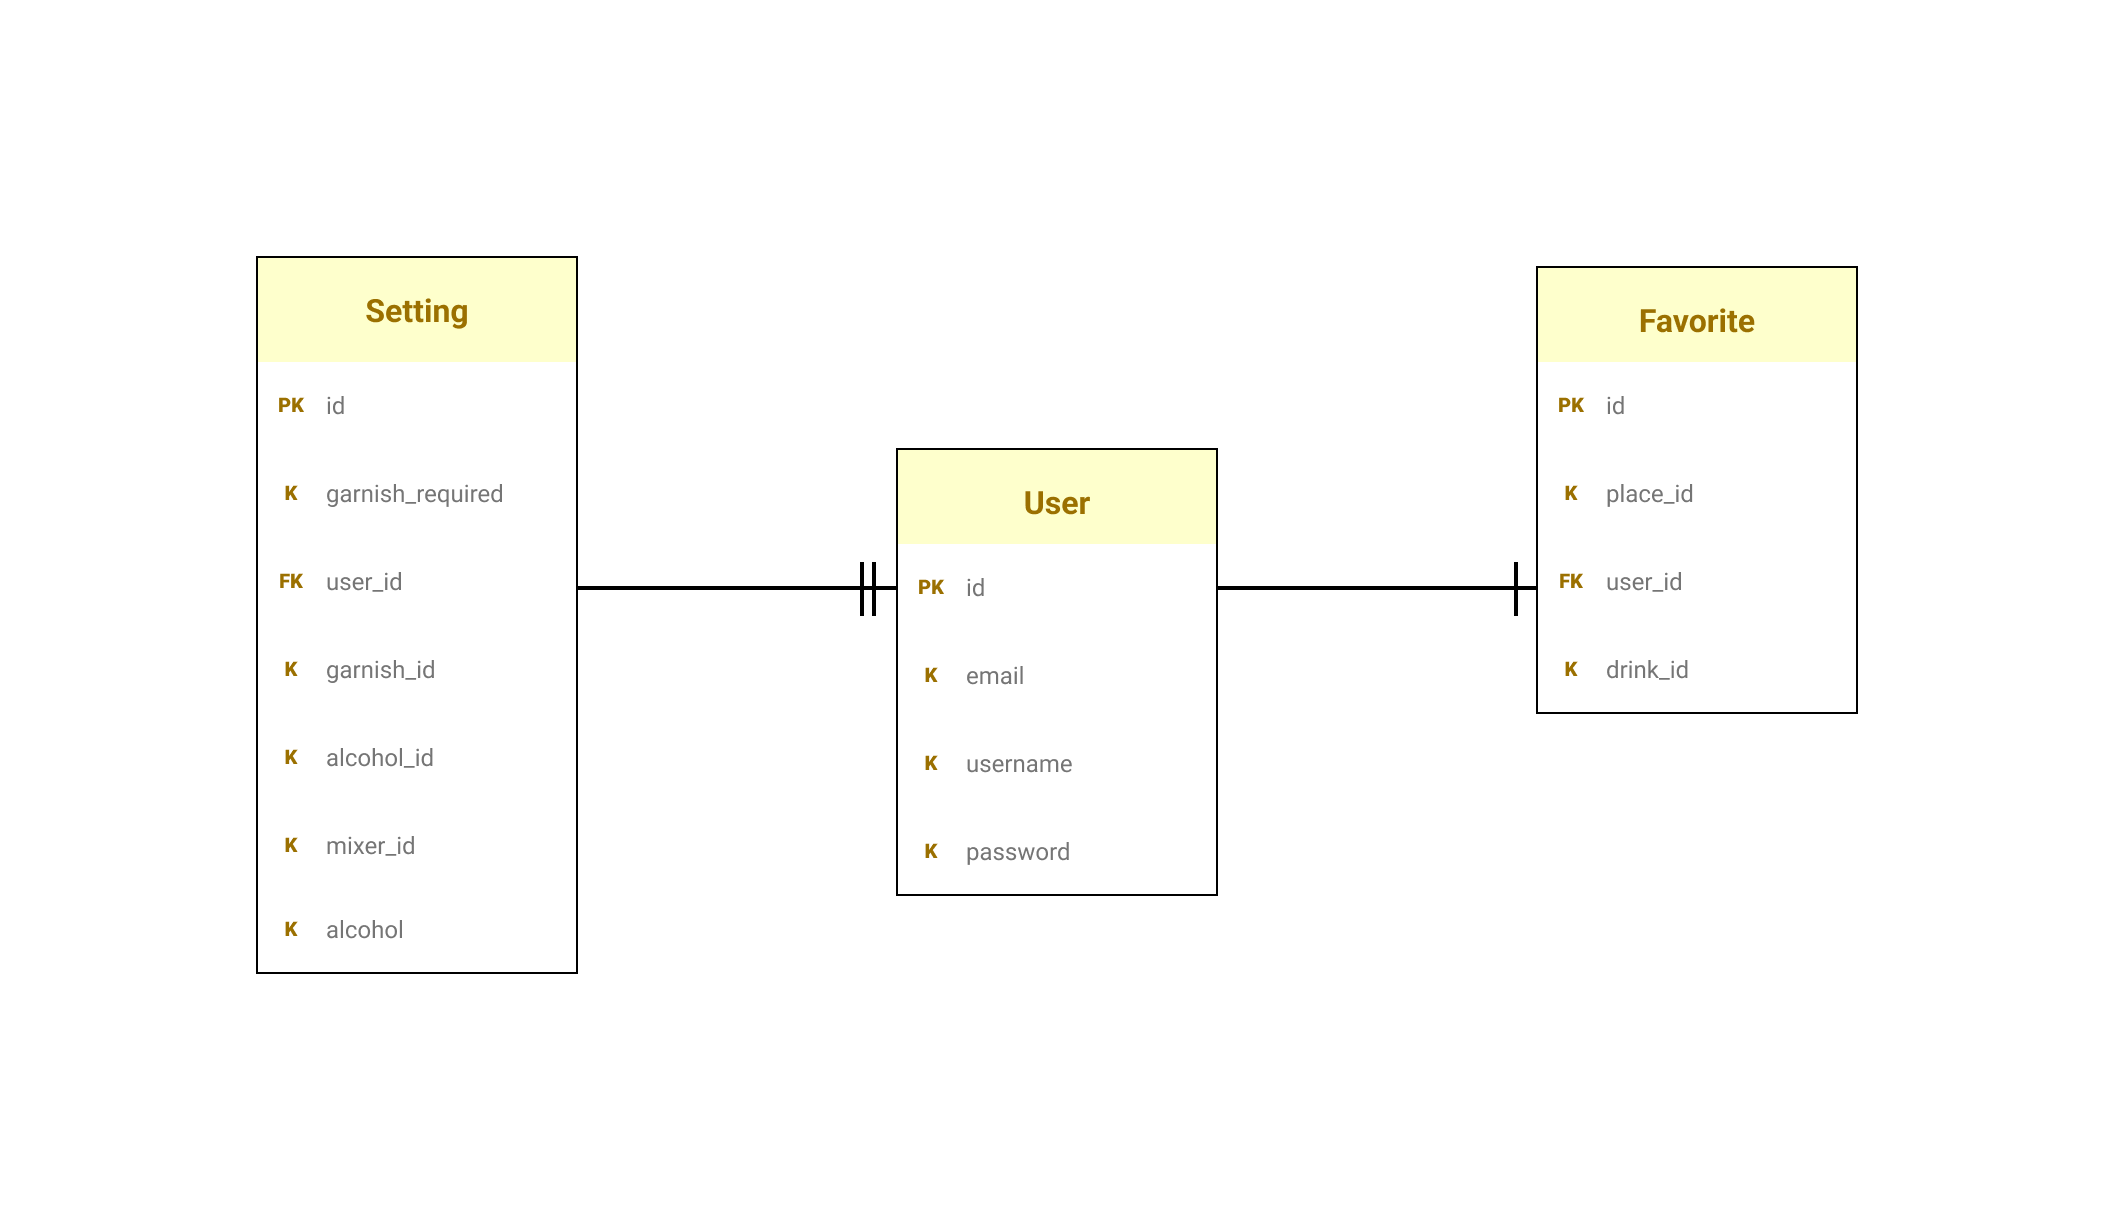 Setting
PK id
K garnish_required
FK user_id
K garnish_id
K alcohol_id
K mixer_id
K alcohol
User
PK id
K email
K username
K password
Favorite
PK id
K place_id
FK user_id
K drink_id